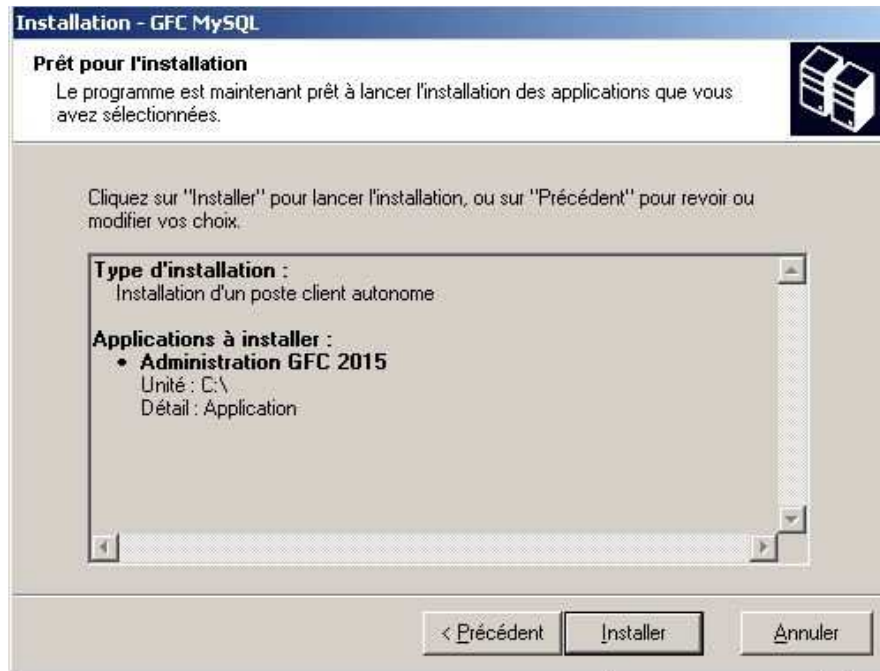 Installation - GFC MySQL
Prêt pour l'installation
Le programme est maintenant prêt à lancer l'installation des applications que vous
avez sélectionnées.
Cliquez sur "Installer" pour lancer l'installation, ou sur "Précédent" pour revoir ou
modifier vos choix.
Type d'installation :
Installation d'un poste client autonome
Applications à installer :
• Administration GFC 2015
Unité : C:\
Détail : Application
< Précédent
Installer
Annuler